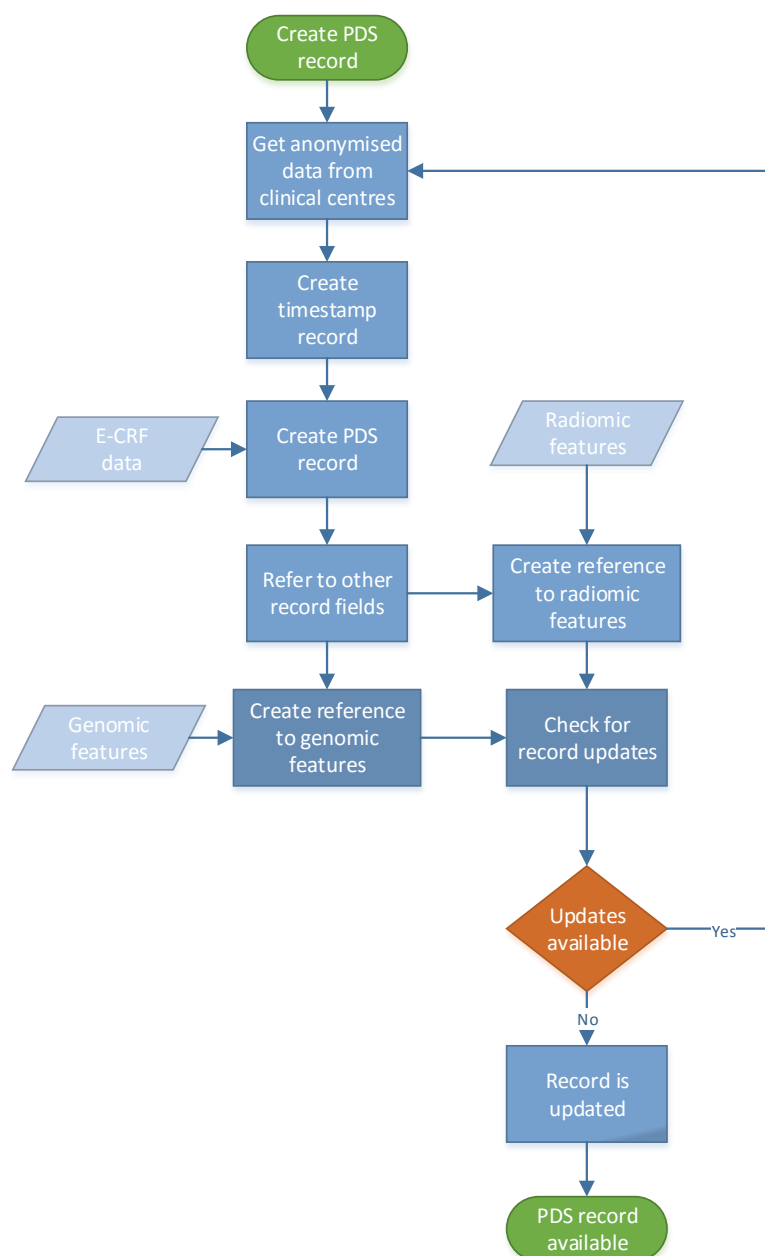 Create PDS
record
Get anonymised
data from
clinical centres
Create
timestamp
record
E-CRF
data
Create PDS
record
Radiomic
features
Refer to other
record fields
Create reference
to radiomic
features
Genomic
features
Create reference
to genomic
features
Check for
record updates
Updates
available
Yes
No
Record is
updated
PDS record
available